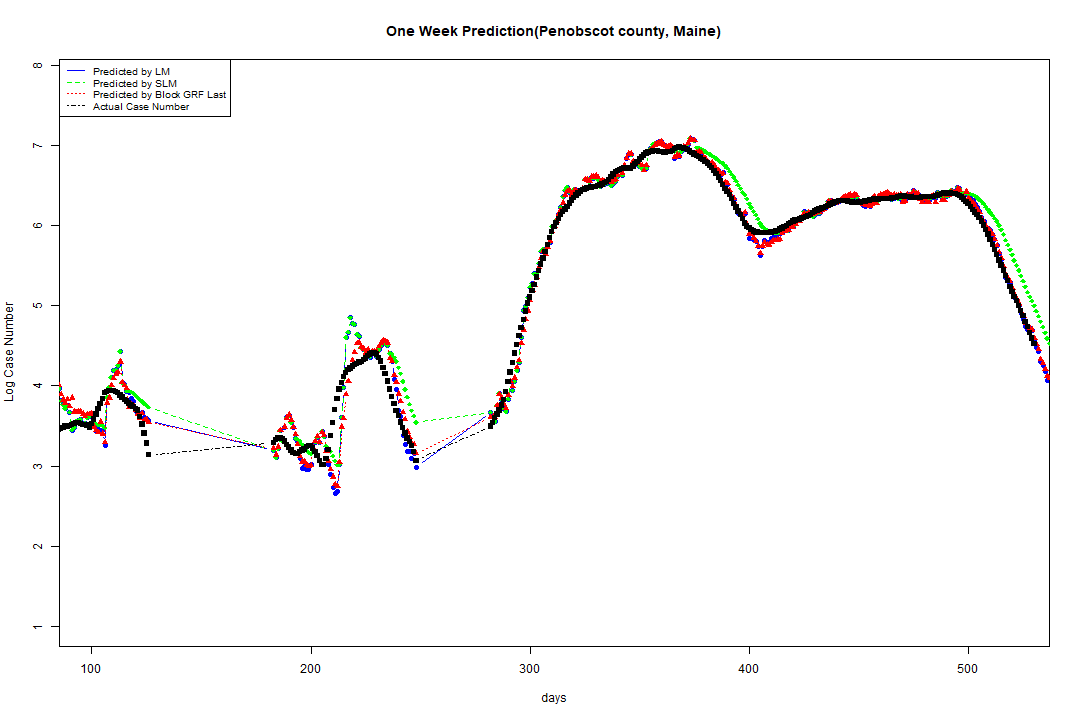 One Week Prediction(Penobscot county, Maine)
Predicted by LM
Predicted by SLM
Predicted by Block GRF Last
Actual Case Number
8
7
6
5
4
3
2
1
Log Case Number
100 200 300 400 500
days